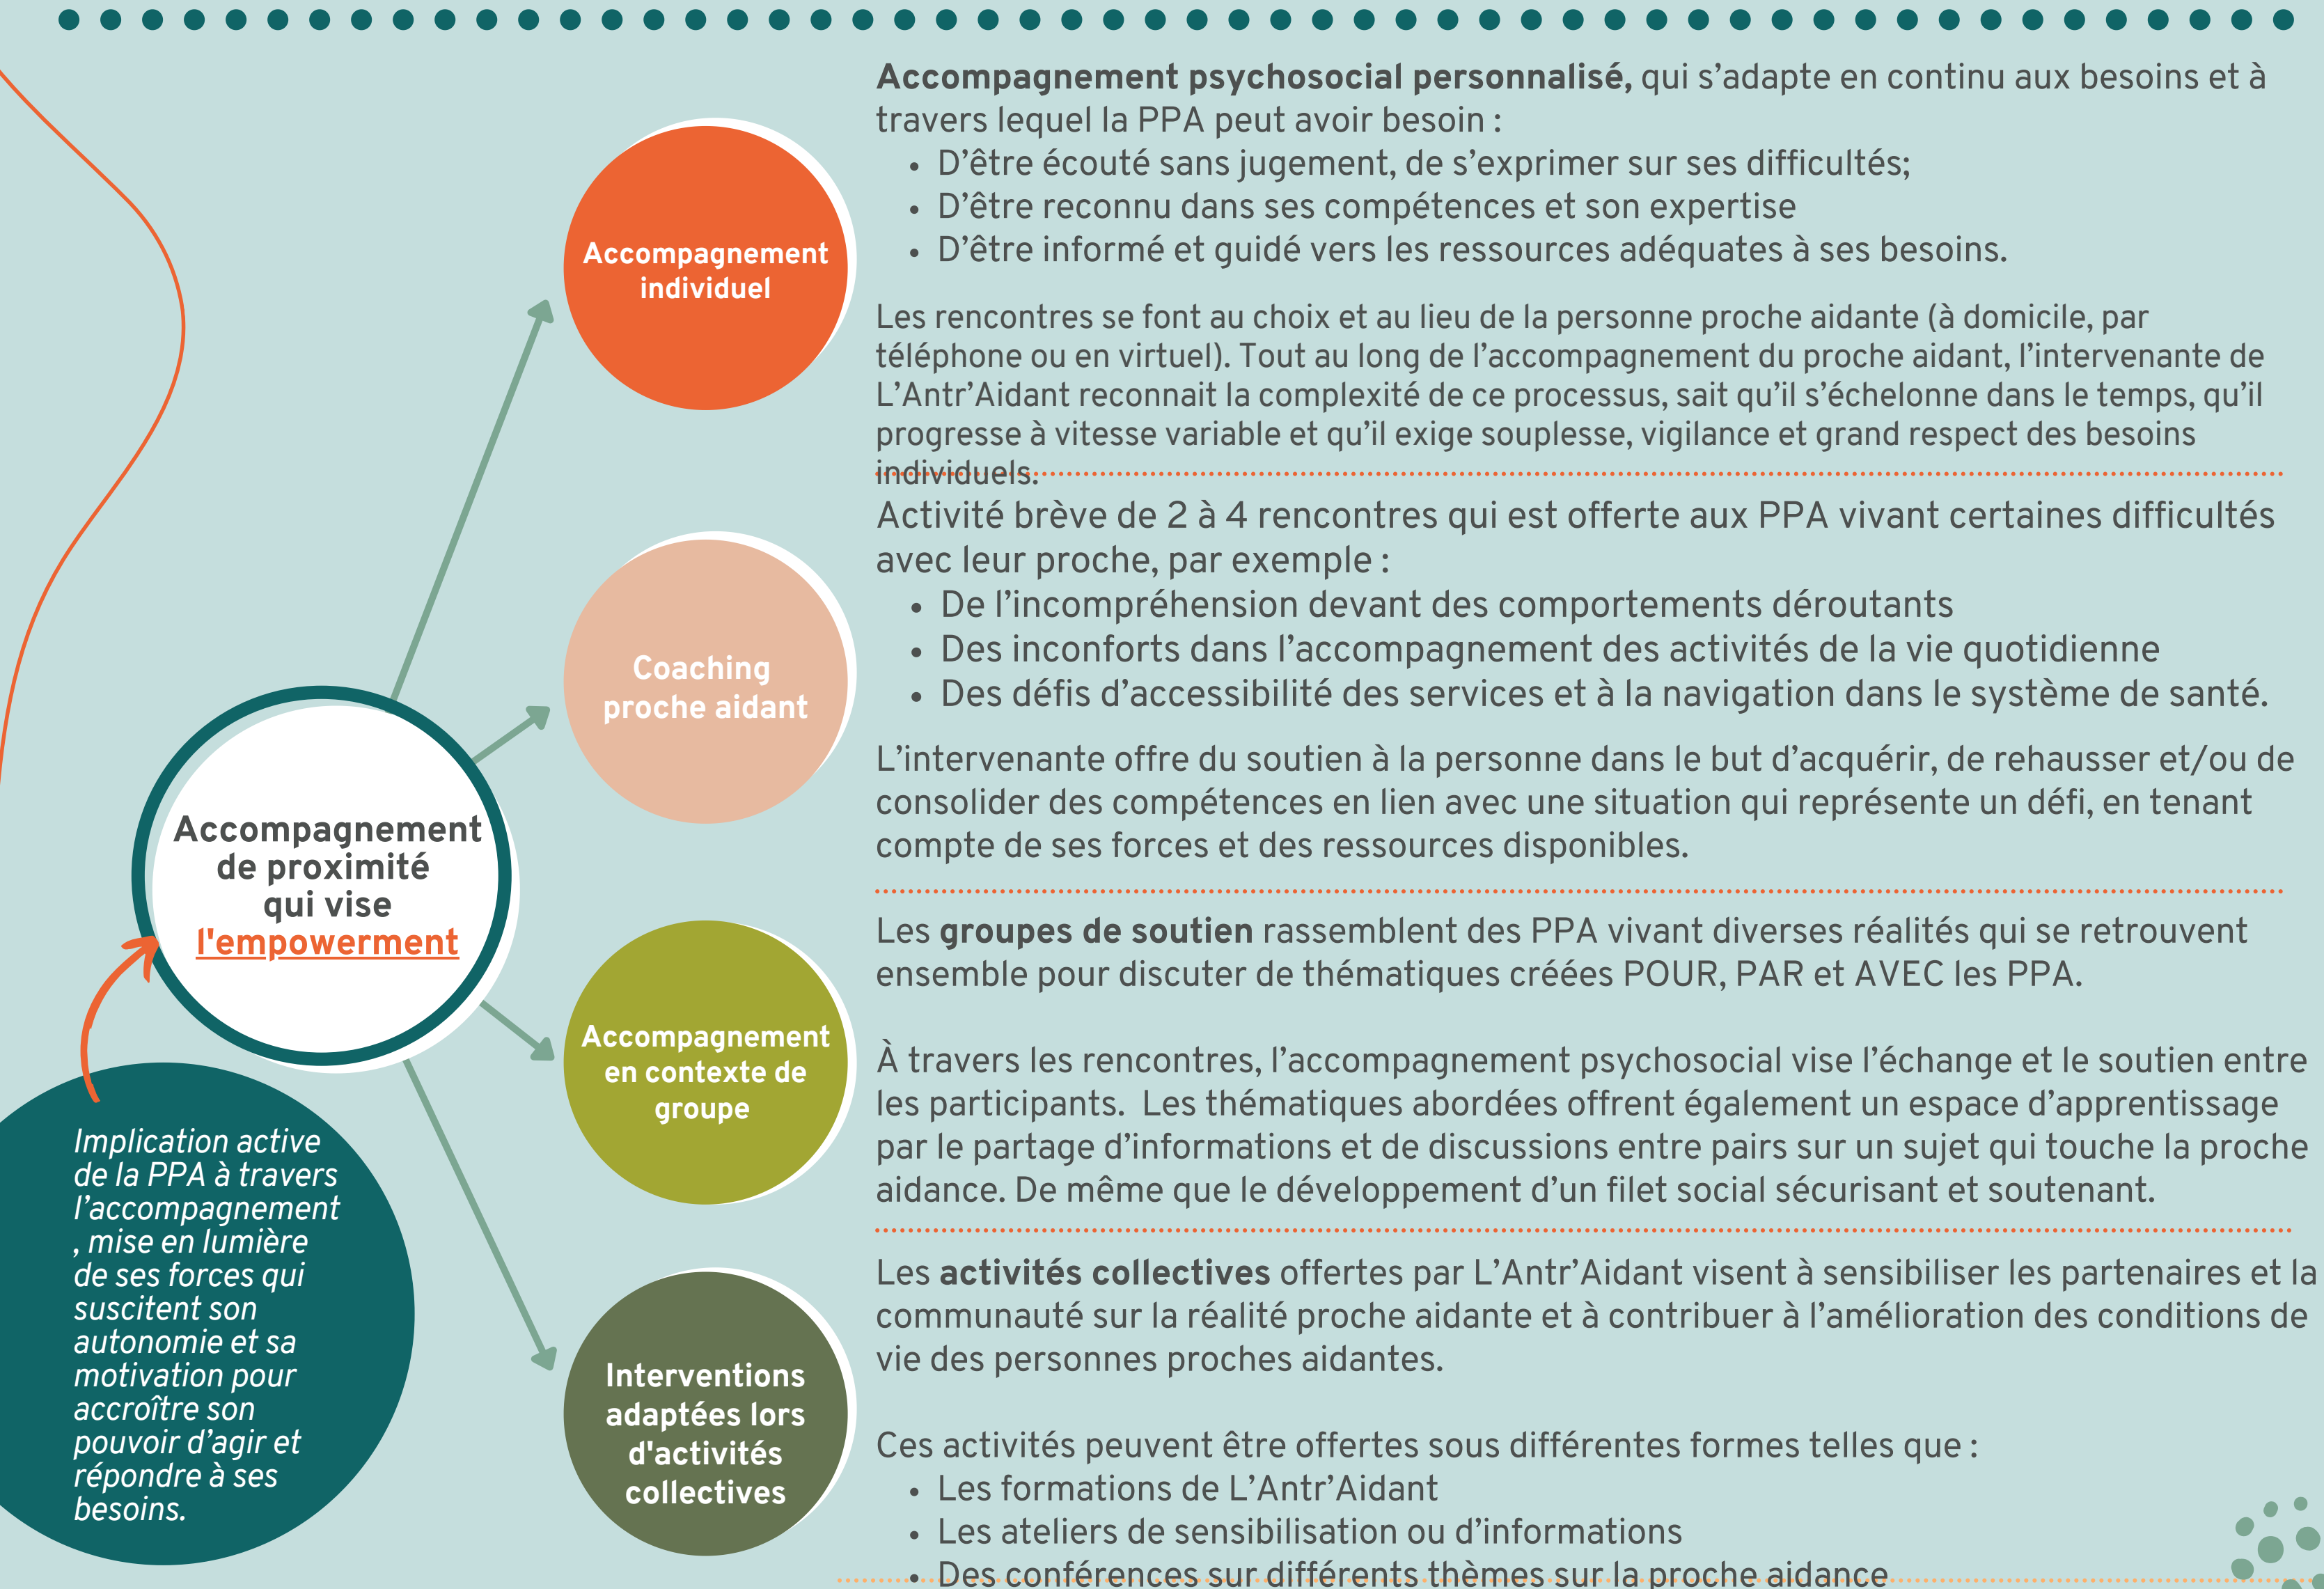 Accompagnement psychosocial personnalisé, qui s’adapte en continu aux besoins et à
travers lequel la PPA peut avoir besoin :
• D’être écouté sans jugement, de s’exprimer sur ses difficultés;
• D’être reconnu dans ses compétences et son expertise
• D’être informé et guidé vers les ressources adéquates à ses besoins.
Accompagnement
individuel
Les rencontres se font au choix et au lieu de la personne proche aidante (à domicile, par
téléphone ou en virtuel). Tout au long de l’accompagnement du proche aidant, l’intervenante de
L’Antr’Aidant reconnait la complexité de ce processus, sait qu’il s’échelonne dans le temps, qu’il
progresse à vitesse variable et qu’il exige souplesse, vigilance et grand respect des besoins
individuels.
Activité brève de 2 à 4 rencontres qui est offerte aux PPA vivant certaines difficultés
avec leur proche, par exemple :
• De l’incompréhension devant des comportements déroutants
• Des inconforts dans l’accompagnement des activités de la vie quotidienne
• Des défis d’accessibilité des services et à la navigation dans le système de santé.
Coaching
proche aidant
L’intervenante offre du soutien à la personne dans le but d’acquérir, de rehausser et/ou de
consolider des compétences en lien avec une situation qui représente un défi, en tenant
compte de ses forces et des ressources disponibles.
Accompagnement
de proximité
qui vise
l'empowerment
Les groupes de soutien rassemblent des PPA vivant diverses réalités qui se retrouvent
ensemble pour discuter de thématiques créées POUR, PAR et AVEC les PPA.
Accompagnement
en contexte de
groupe
À travers les rencontres, l’accompagnement psychosocial vise l’échange et le soutien entre
les participants.  Les thématiques abordées offrent également un espace d’apprentissage
par le partage d’informations et de discussions entre pairs sur un sujet qui touche la proche
aidance. De même que le développement d’un filet social sécurisant et soutenant.
Implication active
de la PPA à travers
l’accompagnement
, mise en lumière
de ses forces qui
suscitent son
autonomie et sa
motivation pour
accroître son
pouvoir d’agir et
répondre à ses
besoins.
Les activités collectives offertes par L’Antr’Aidant visent à sensibiliser les partenaires et la
communauté sur la réalité proche aidante et à contribuer à l’amélioration des conditions de
vie des personnes proches aidantes.
Interventions
adaptées lors
d'activités
collectives
Ces activités peuvent être offertes sous différentes formes telles que :
• Les formations de L’Antr’Aidant
• Les ateliers de sensibilisation ou d’informations
• Des conférences sur différents thèmes sur la proche aidance